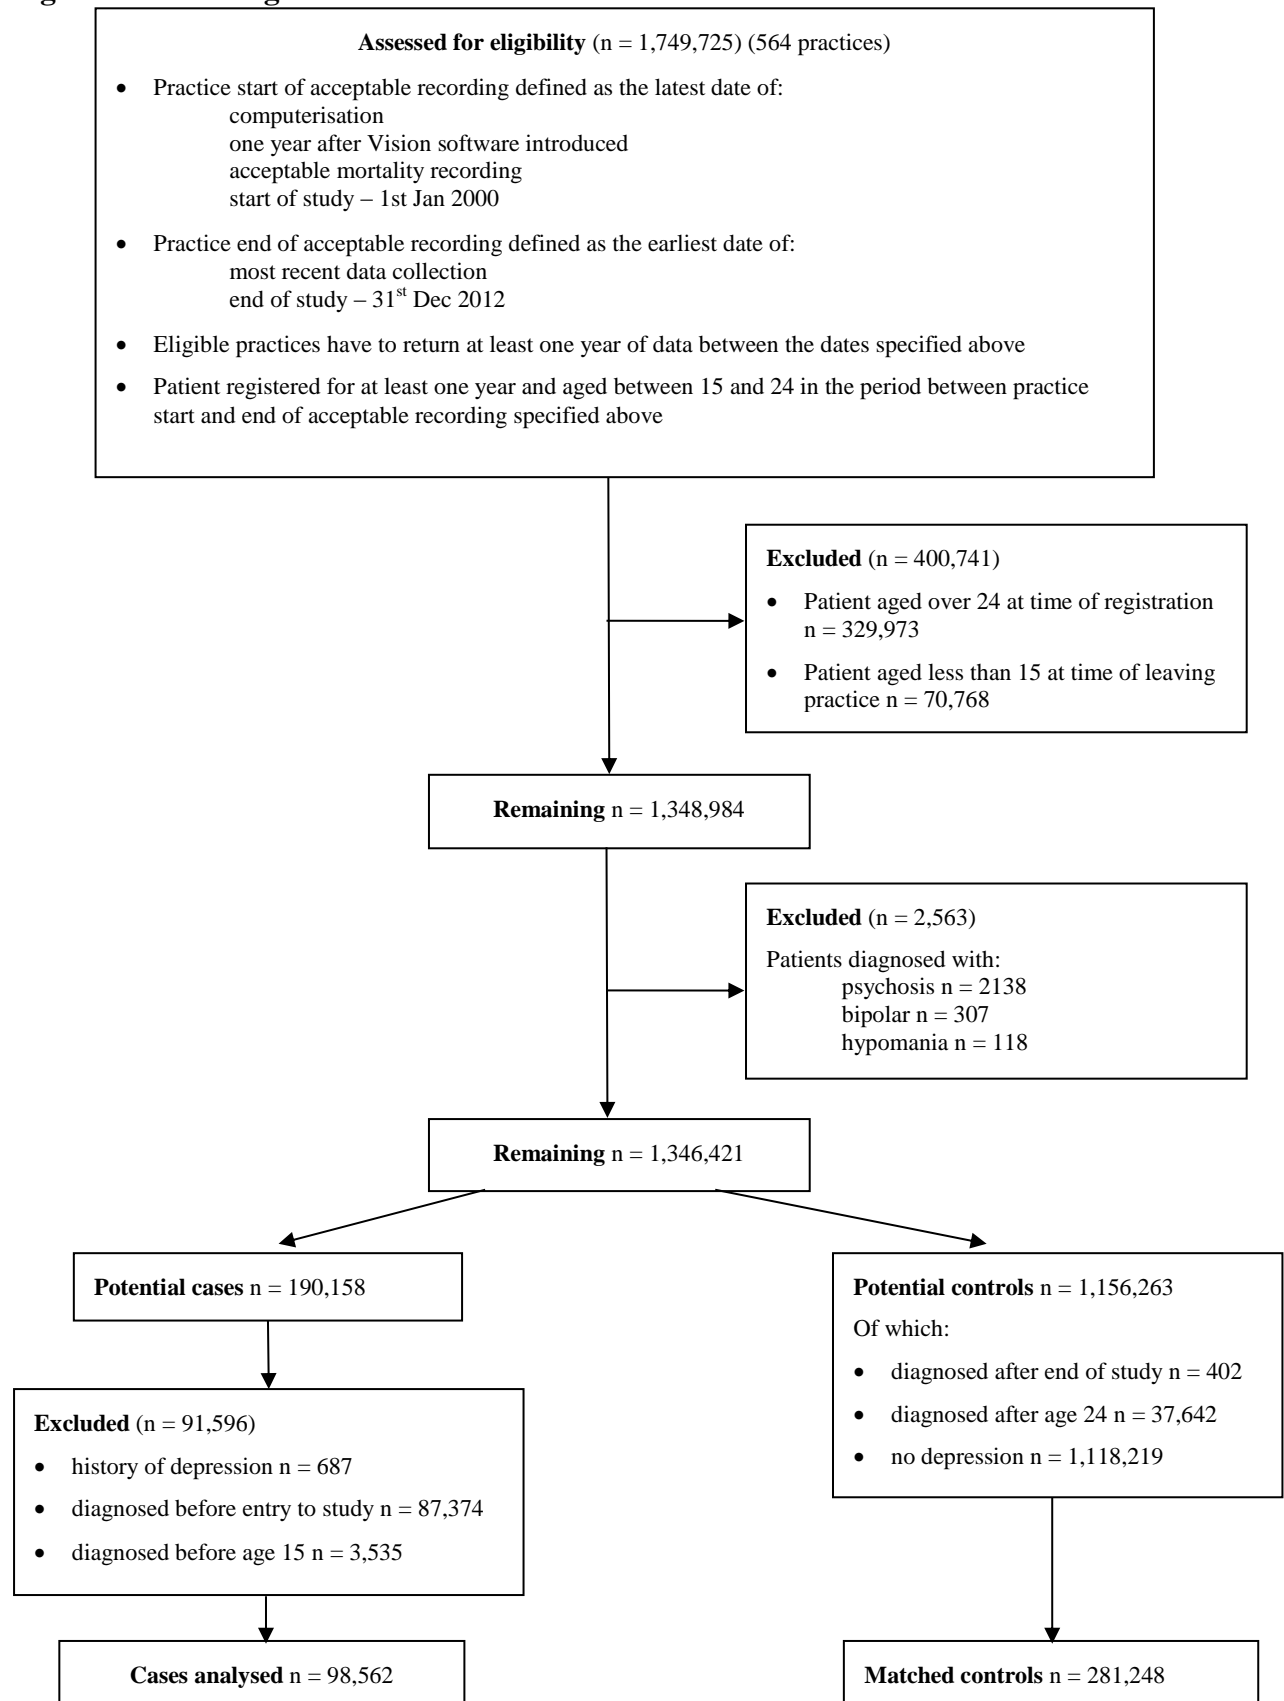 Assessed for eligibility (n = 1,749,725) (564 practices)
• Practice start of acceptable recording defined as the latest date of:
computerisation
one year after Vision software introduced
acceptable mortality recording
start of study – 1st Jan 2000
• Practice end of acceptable recording defined as the earliest date of:
most recent data collection
end of study – 31st Dec 2012
• Eligible practices have to return at least one year of data between the dates specified above
• Patient registered for at least one year and aged between 15 and 24 in the period between practice
start and end of acceptable recording specified above
Excluded (n = 400,741)
• Patient aged over 24 at time of registration
n = 329,973
• Patient aged less than 15 at time of leaving
practice n = 70,768
Remaining n = 1,348,984
Excluded (n = 2,563)
Patients diagnosed with:
psychosis n = 2138
bipolar n = 307
hypomania n = 118
Remaining n = 1,346,421
Potential cases n = 190,158
Excluded (n = 91,596)
• history of depression n = 687
• diagnosed before entry to study n = 87,374
• diagnosed before age 15 n = 3,535
Cases analysed n = 98,562
Potential controls n = 1,156,263
Of which:
• diagnosed after end of study n = 402
• diagnosed after age 24 n = 37,642
• no depression n = 1,118,219
Matched controls n = 281,248